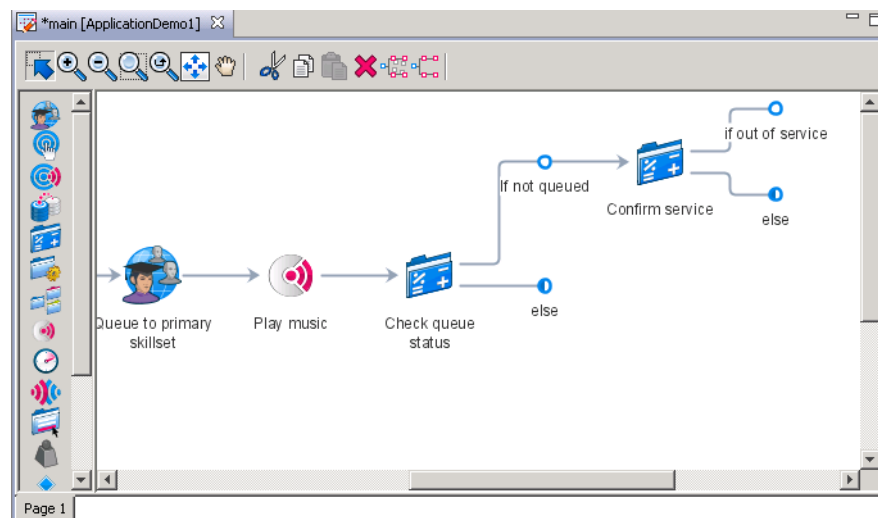 *main [ApplicationDemo1]
if out of service
If not queued
Confirm service
else
else
Queue to primary
skillset
Play music
Check queue
status
Page 1